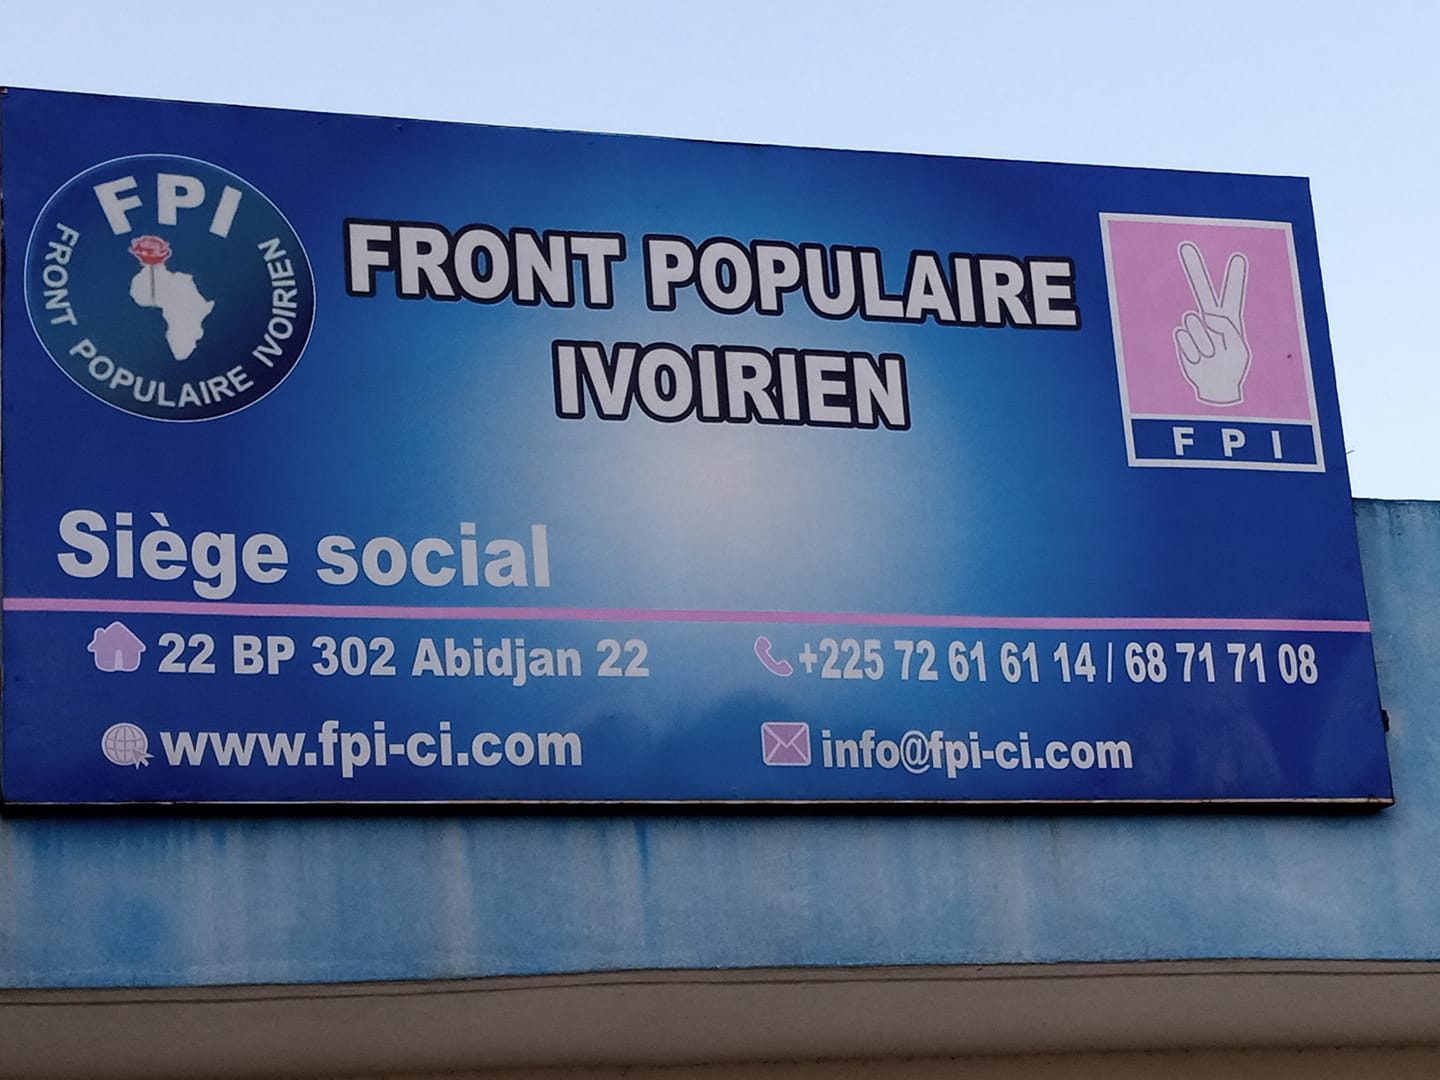 FPI
FRONT POPULAIRE IVOIRIEN
FRONT POPULAIRE
IVOIRIEN
FPI
Siège social
22 BP 302 Abidjan 22
+225 72 61 61 14 / 68 71 71 08
www.fpi-ci.com
info@fpi-ci.com